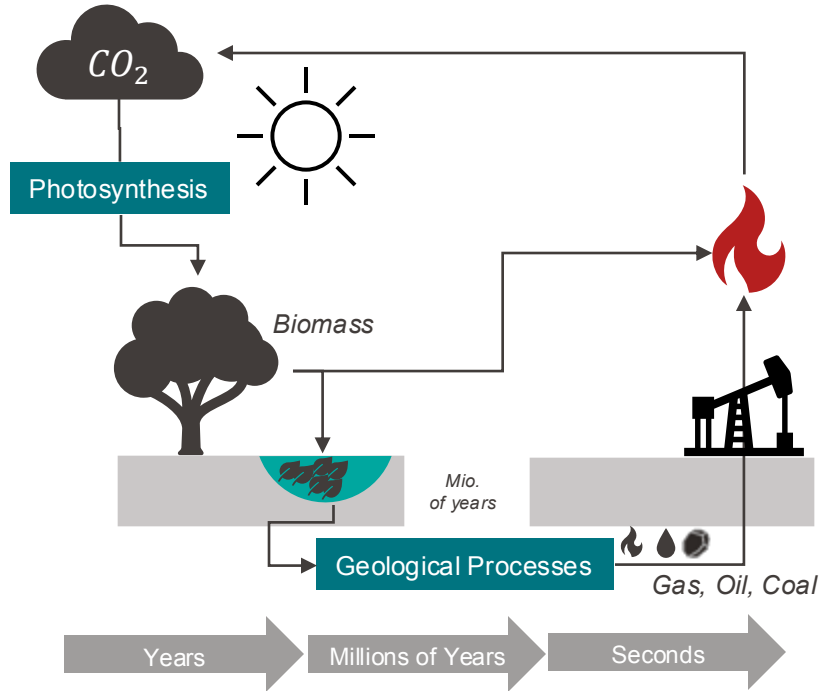 CO₂
Photosynthesis
Biomass
Mio.
of years
Geological Processes
Gas, Oil, Coal
Years
Millions of Years
Seconds